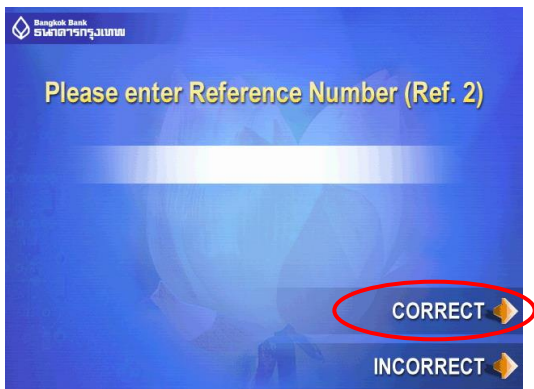 Bangkok Bank
ธนาคารกรุงเทพ
Please enter Reference Number (Ref. 2)
CORRECT
INCORRECT